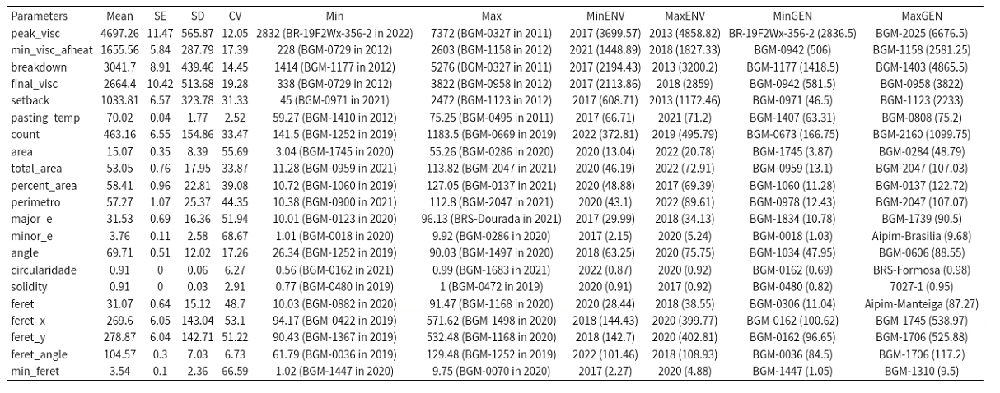 Parameters Mean SE SD CV Min Max MinENV MaxENV MinGEN MaxGEN
peak_visc 4697.26 11.47 565.87 12.05 2832 (BR-19F2Wx-356-2 in 2022) 7372 (BGM-0327 in 2011) 2017 (3699.57) 2013 (4858.82) BR-19F2Wx-356-2 (2836.5) BGM-2025 (6676.5)
min_visc_afheat 1655.56 5.84 287.79 17.39 228 (BGM-0729 in 2012) 2603 (BGM-1158 in 2012) 2021 (1448.89) 2018 (1827.33) BGM-0942 (506) BGM-1158 (2581.25)
breakdown 3041.7 8.91 439.46 14.45 1414 (BGM-1177 in 2012) 5276 (BGM-0327 in 2011) 2017 (2194.43) 2013 (3200.2) BGM-1177 (1418.5) BGM-1403 (4865.5)
final_visc 2664.4 10.42 513.68 19.28 338 (BGM-0729 in 2012) 3822 (BGM-0958 in 2012) 2017 (2113.86) 2018 (2859) BGM-0942 (581.5) BGM-0958 (3822)
setback 1033.81 6.57 323.78 31.33 45 (BGM-0971 in 2021) 2472 (BGM-1123 in 2012) 2017 (608.71) 2013 (1172.46) BGM-0971 (46.5) BGM-1123 (2233)
pasting_temp 70.02 0.04 1.77 2.52 59.27 (BGM-1410 in 2012) 75.25 (BGM-0495 in 2011) 2017 (66.71) 2021 (71.2) BGM-1407 (63.31) BGM-0808 (75.2)
count 463.16 6.55 154.86 33.47 141.5 (BGM-1252 in 2019) 1183.5 (BGM-0669 in 2019) 2022 (372.81) 2019 (495.79) BGM-0673 (166.75) BGM-2160 (1099.75)
area 15.07 0.35 8.39 55.69 3.04 (BGM-1745 in 2020) 55.26 (BGM-0286 in 2020) 2020 (13.04) 2022 (20.78) BGM-1745 (3.87) BGM-0284 (48.79)
total_area 53.05 0.76 17.95 33.87 11.28 (BGM-0959 in 2021) 113.82 (BGM-2047 in 2021) 2020 (46.19) 2022 (72.91) BGM-0959 (13.1) BGM-2047 (107.03)
percent_area 58.41 0.96 22.81 39.08 10.72 (BGM-1060 in 2019) 127.05 (BGM-0137 in 2021) 2020 (48.88) 2017 (69.39) BGM-1060 (11.28) BGM-0137 (122.72)
perimetro 57.27 1.07 25.37 44.35 10.38 (BGM-0900 in 2021) 112.8 (BGM-2047 in 2021) 2020 (43.1) 2022 (89.61) BGM-0978 (12.43) BGM-2047 (107.07)
major_e 31.53 0.69 16.36 51.94 10.01 (BGM-0123 in 2020) 96.13 (BRS-Dourada in 2021) 2017 (29.99) 2018 (34.13) BGM-1834 (10.78) BGM-1739 (90.5)
minor_e 3.76 0.11 2.58 68.67 1.01 (BGM-0018 in 2020) 9.92 (BGM-0286 in 2020) 2017 (2.15) 2020 (5.24) BGM-0018 (1.03) Aipim-Brasilia (9.68)
angle 69.71 0.51 12.02 17.26 26.34 (BGM-1252 in 2019) 90.03 (BGM-1497 in 2020) 2018 (63.25) 2020 (75.75) BGM-1034 (47.95) BGM-0606 (88.55)
circularidade 0.91 0 0.06 6.27 0.56 (BGM-0162 in 2021) 0.99 (BGM-1683 in 2021) 2022 (0.87) 2020 (0.92) BGM-0162 (0.69) BRS-Formosa (0.98)
solidity 0.91 0 0.03 2.91 0.77 (BGM-0480 in 2019) 1 (BGM-0472 in 2019) 2020 (0.91) 2017 (0.92) BGM-0480 (0.82) 7027-1 (0.95)
feret 31.07 0.64 15.12 48.7 10.03 (BGM-0882 in 2020) 91.47 (BGM-1168 in 2020) 2020 (28.44) 2018 (38.55) BGM-0306 (11.04) Aipim-Manteiga (87.27)
feret_x 269.6 6.05 143.04 53.1 94.17 (BGM-0422 in 2019) 571.62 (BGM-1498 in 2020) 2018 (144.43) 2020 (399.77) BGM-0162 (100.62) BGM-1745 (538.97)
feret_y 278.87 6.04 142.71 51.22 90.43 (BGM-1367 in 2019) 532.48 (BGM-1168 in 2020) 2018 (142.7) 2020 (402.81) BGM-0162 (96.65) BGM-1706 (525.88)
feret_angle 104.57 0.3 7.03 6.73 61.79 (BGM-0036 in 2019) 129.48 (BGM-1252 in 2019) 2022 (101.46) 2018 (108.93) BGM-0036 (84.5) BGM-1706 (117.2)
min_feret 3.54 0.1 2.36 66.59 1.02 (BGM-1447 in 2020) 9.75 (BGM-0070 in 2020) 2017 (2.27) 2020 (4.88) BGM-1447 (1.05) BGM-1310 (9.5)